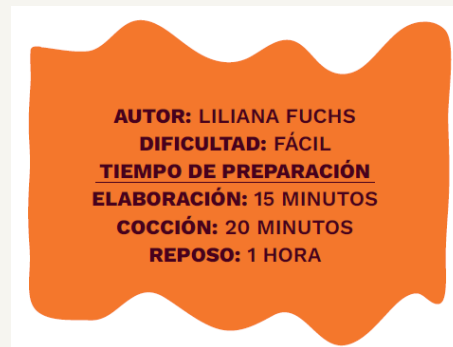 AUTOR: LILIANA FUCHS
DIFICULTAD: FÁCIL
TIEMPO DE PREPARACIÓN
ELABORACIÓN: 15 MINUTOS
COCCIÓN: 20 MINUTOS
REPOSO: 1 HORA